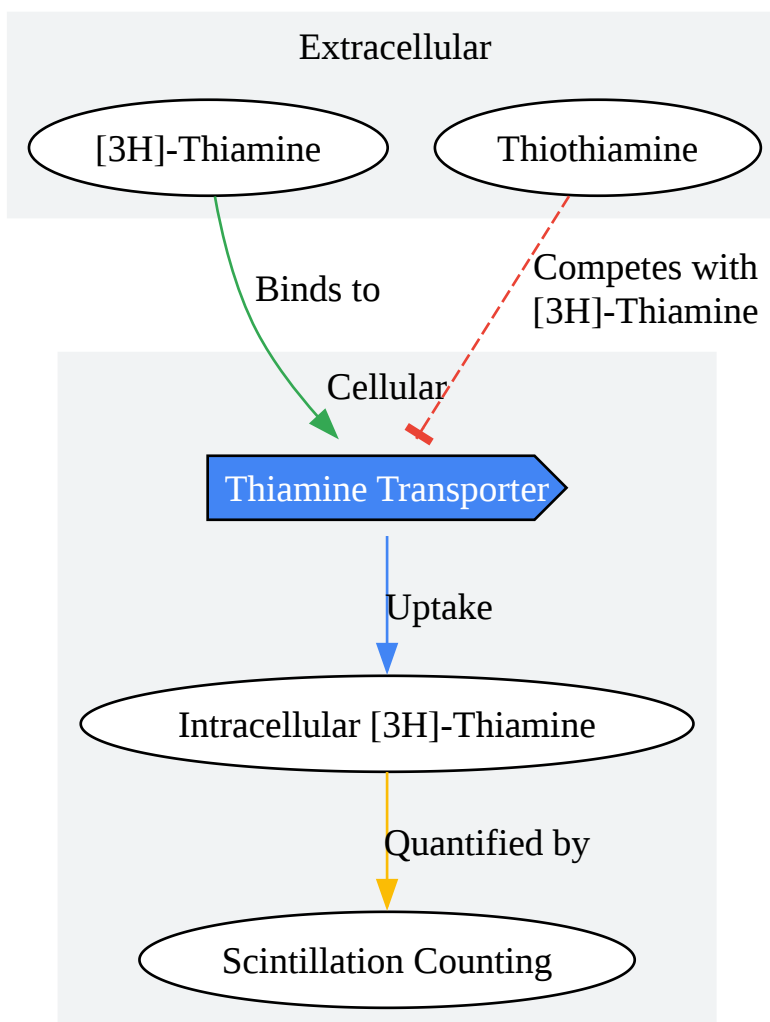 Extracellular
[3H]-Thiamine
Thiothiamine
Binds to
Competes with
[3H]-Thiamine
Cellular
Thiamine Transporter
Uptake
Intracellular [3H]-Thiamine
Quantified by
Scintillation Counting